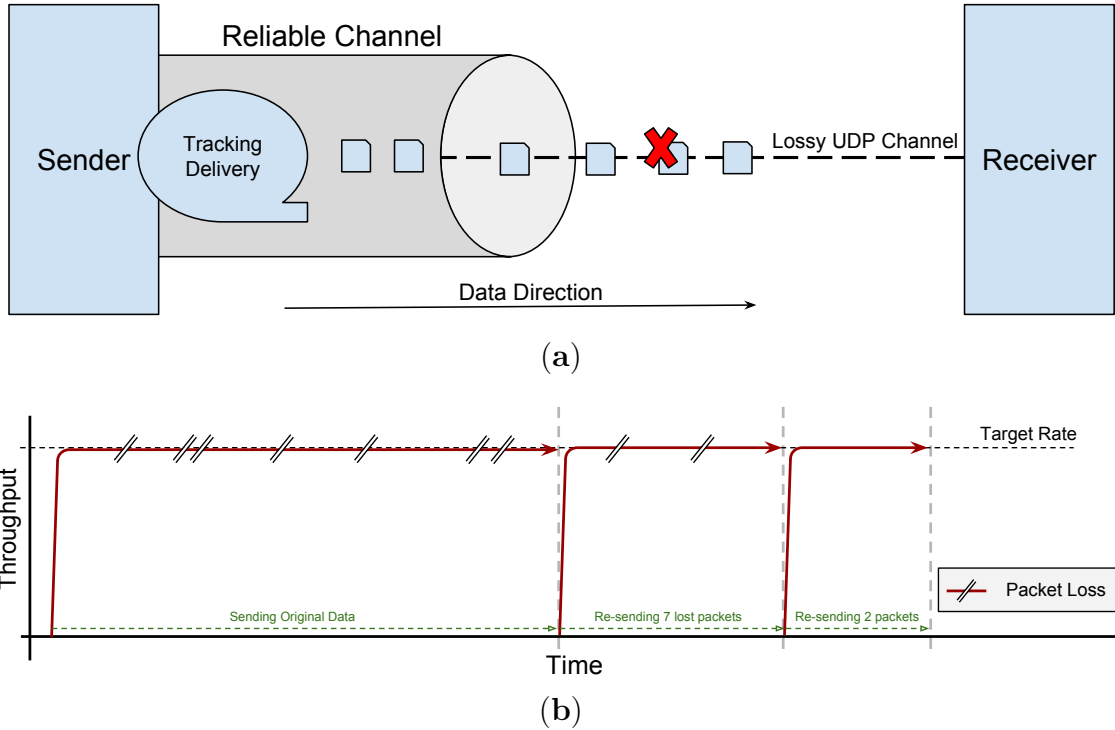 Reliable Channel
Sender
Tracking
Delivery
Lossy UDP Channel
Receiver
Data Direction
(a)
Throughput
Target Rate
Packet Loss
Sending Original Data
Re-sending 7 lost packets
Re-sending 2 packets
Time
(b)